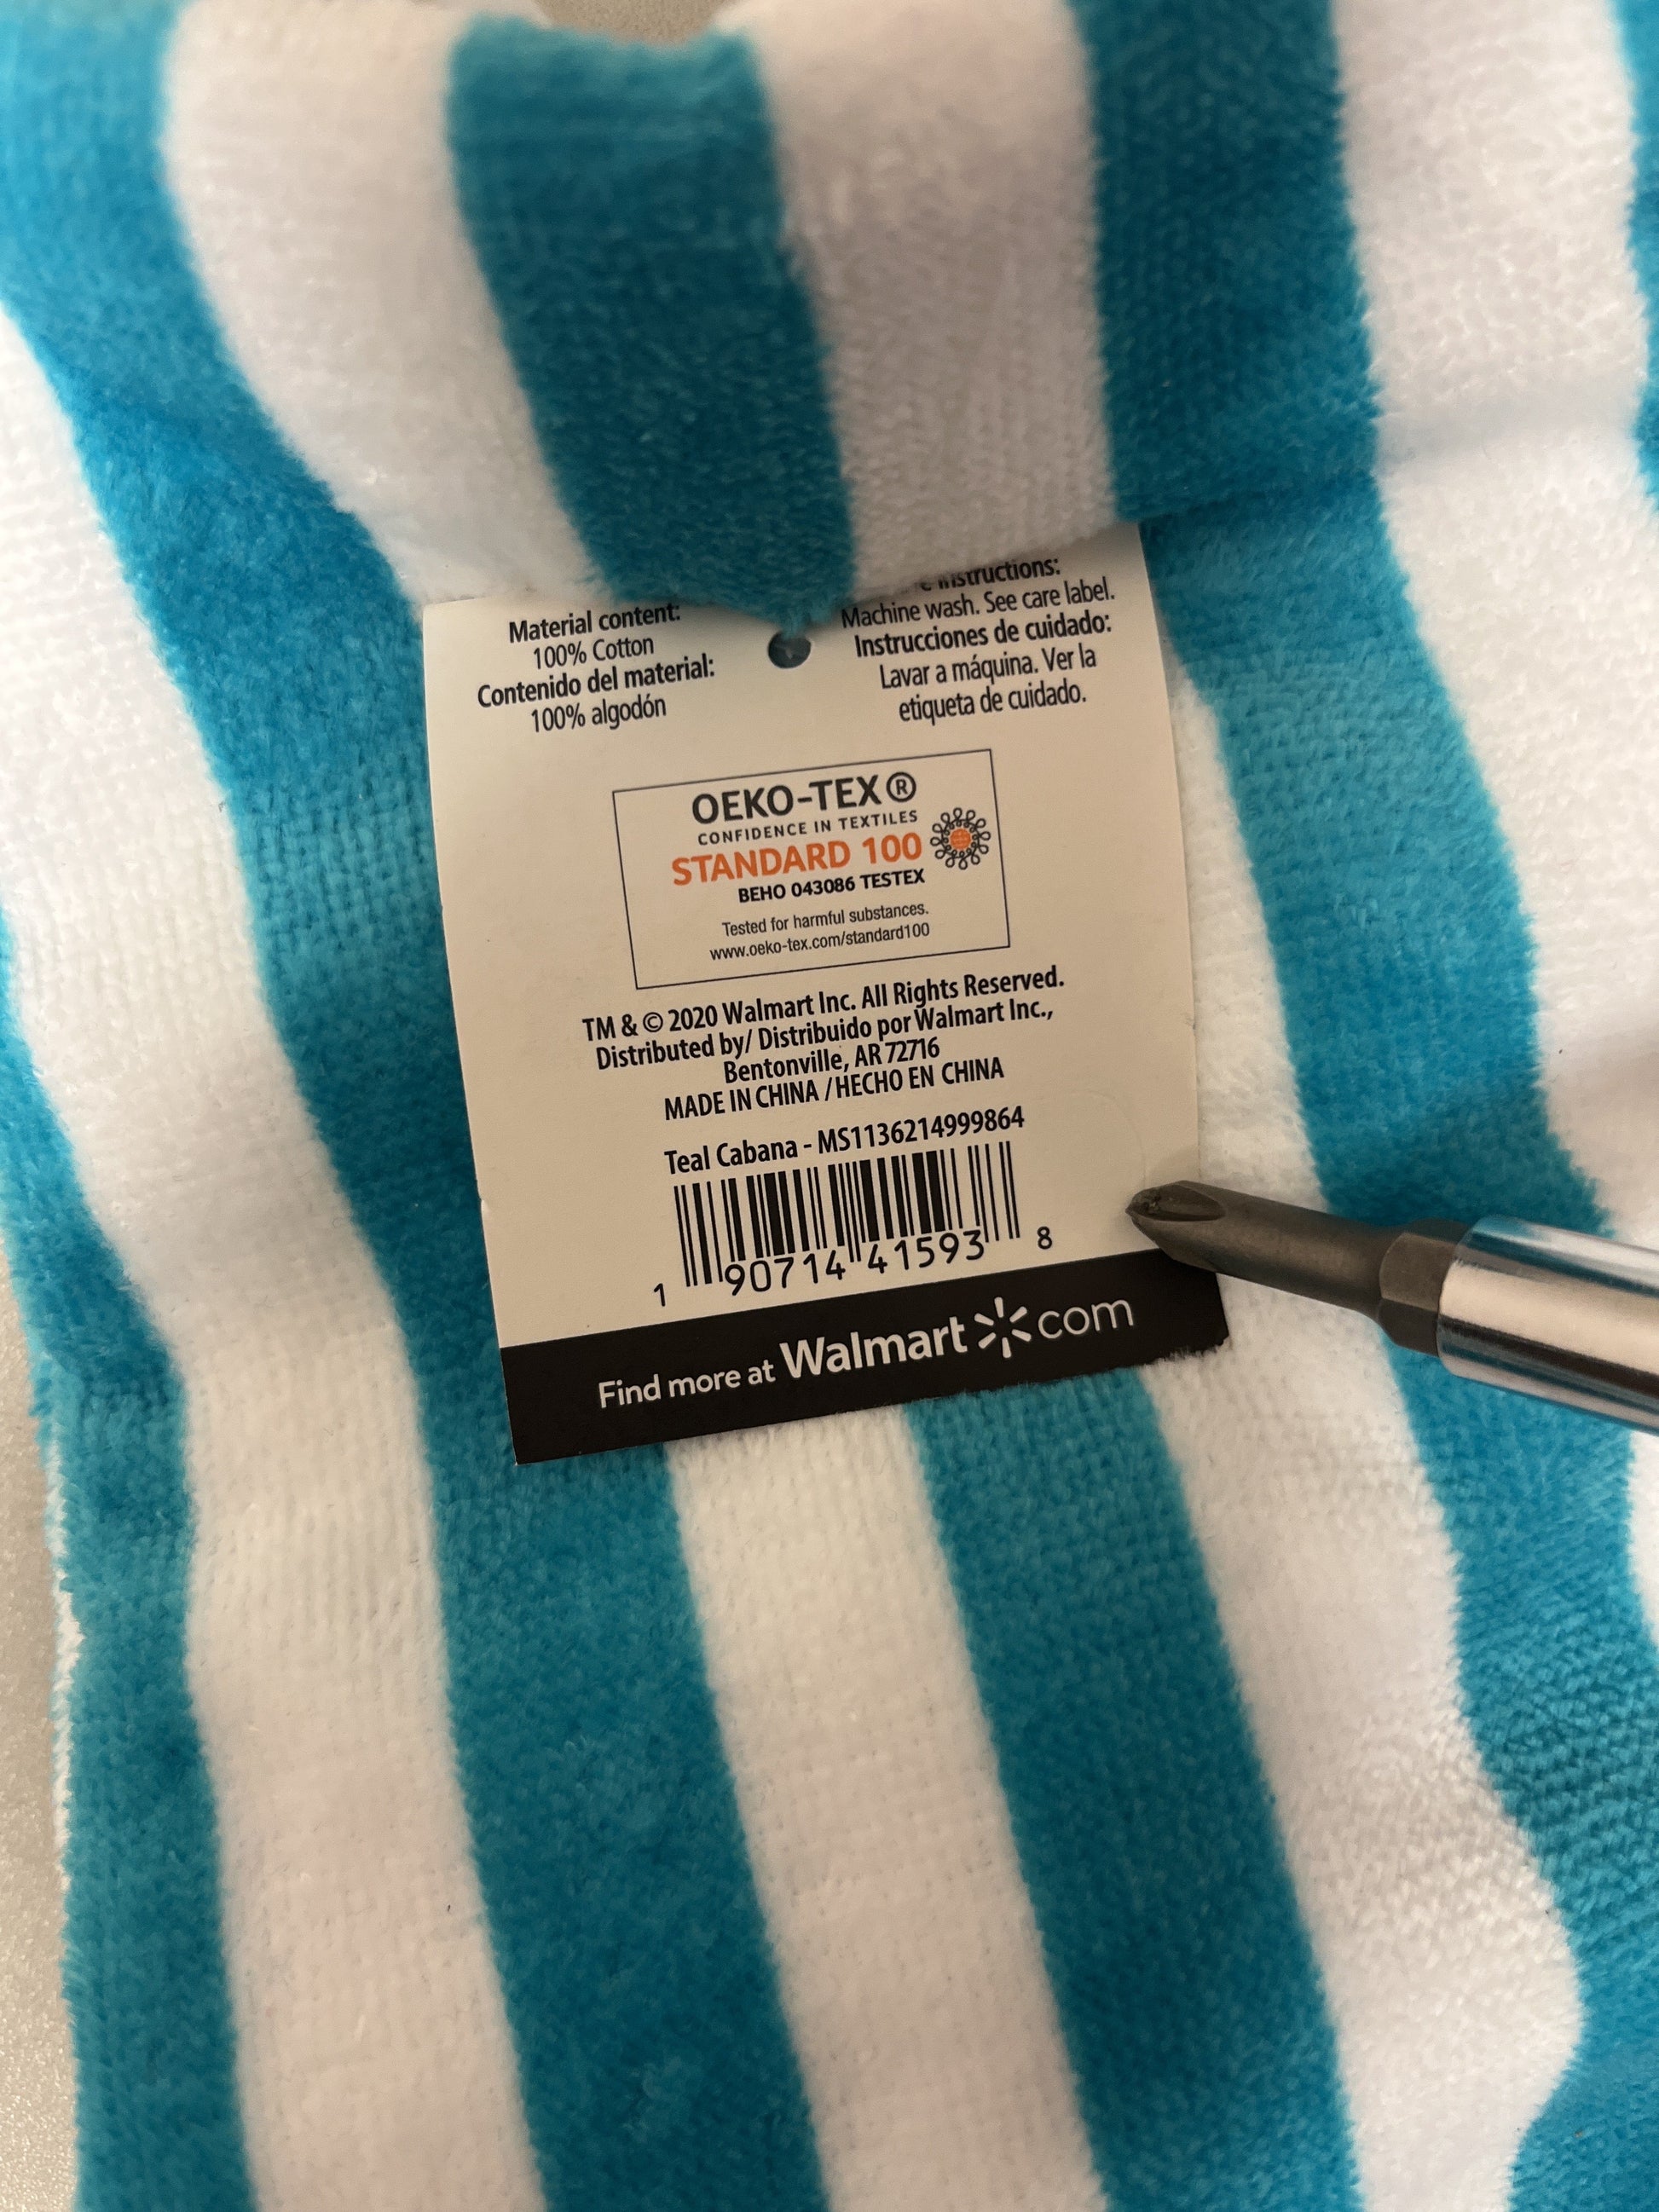 Material content:
100% Cotton
Contenido del material:
100% algodón
Instructions:
Machine wash. See care label.
Instrucciones de cuidado:
Lavar a máquina. Ver la
etiqueta de cuidado.
OEKO-TEX®
CONFIDENCE IN TEXTILES
STANDARD 100
BEHO 043086 TESTEX
Tested for harmful substances.
www.oeko-tex.com/standard100
TM & © 2020 Walmart Inc. All Rights Reserved.
Distributed by/ Distribuido por Walmart Inc.,
Bentonville, AR 72716
MADE IN CHINA / HECHO EN CHINA
Teal Cabana - MS1136214999864
1 90714 41593 8
Find more at Walmart com